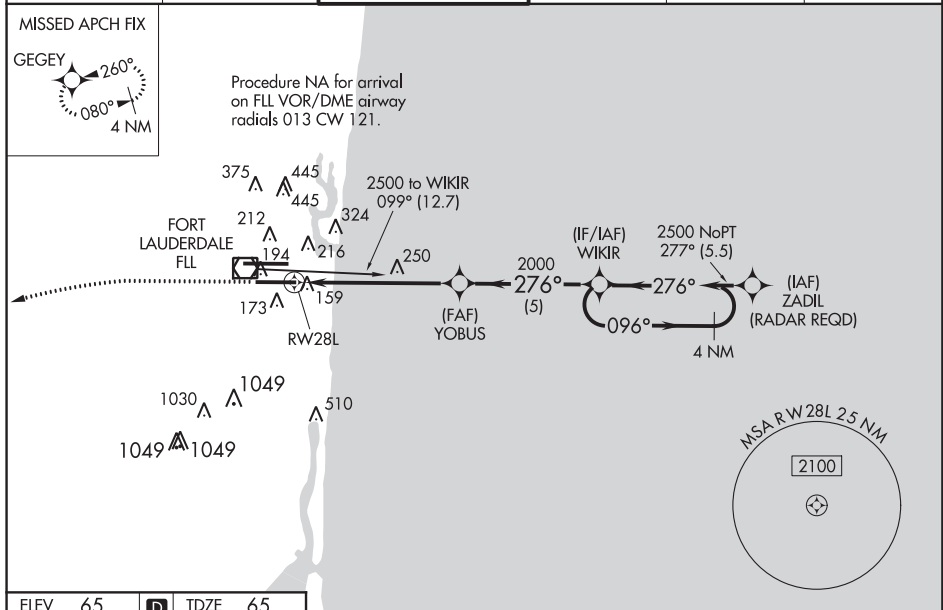 MISSED APCH FIX
GEGEY
260°
080°
4 NM
Procedure NA for arrival
on FLL VOR/DME airway
radials 013 CW 121.
375
445
445
2500 to WIKIR
099° (12.7)
324
212
216
FORT
LAUDERDALE
FLL
194
250
159
173
RW28L
(FAF)
YOBUS
2000
276°
(5)
(IF/IAF)
WIKIR
2500 NoPT
277° (5.5)
276°
(IAF)
ZADIL
(RADAR REQD)
096°
4 NM
1049
1030
510
1049
1049
MSA RW28L 25 NM
2100
ELEV 65
D
TDZE 65